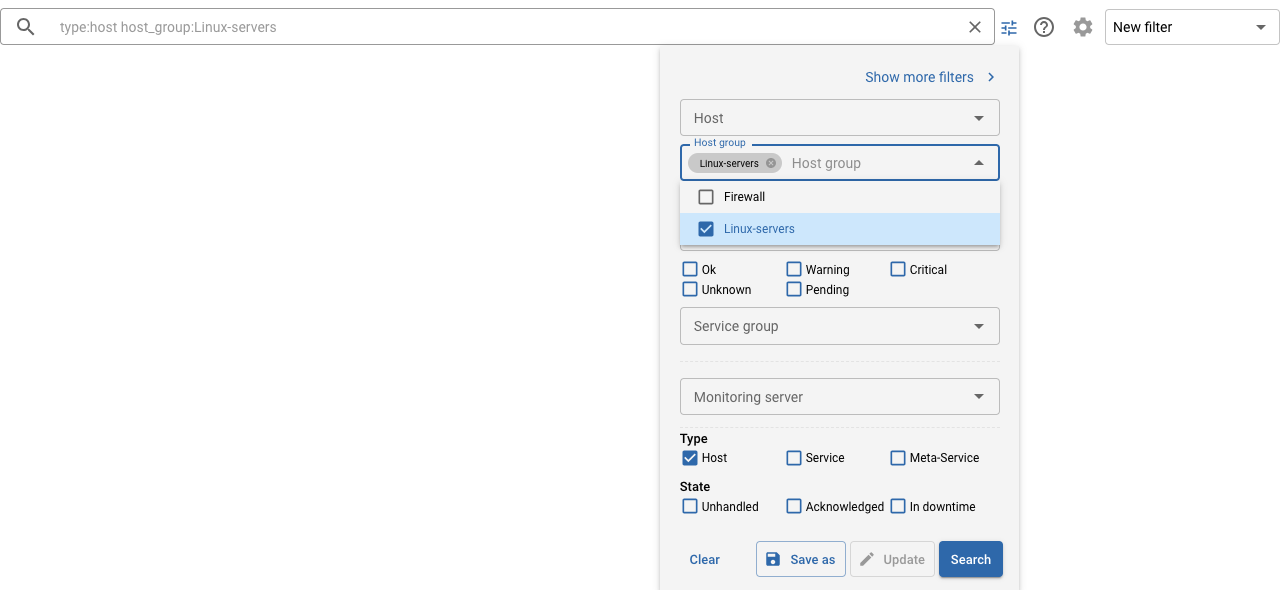 type:host host_group:Linux-servers
New filter
Show more filters
Host
Host group
Linux-servers Host group
Firewall
Linux-servers
Ok Warning Critical
Unknown Pending
Service group
Monitoring server
Type
Host Service Meta-Service
State
Unhandled Acknowledged In downtime
Clear Save as Update Search